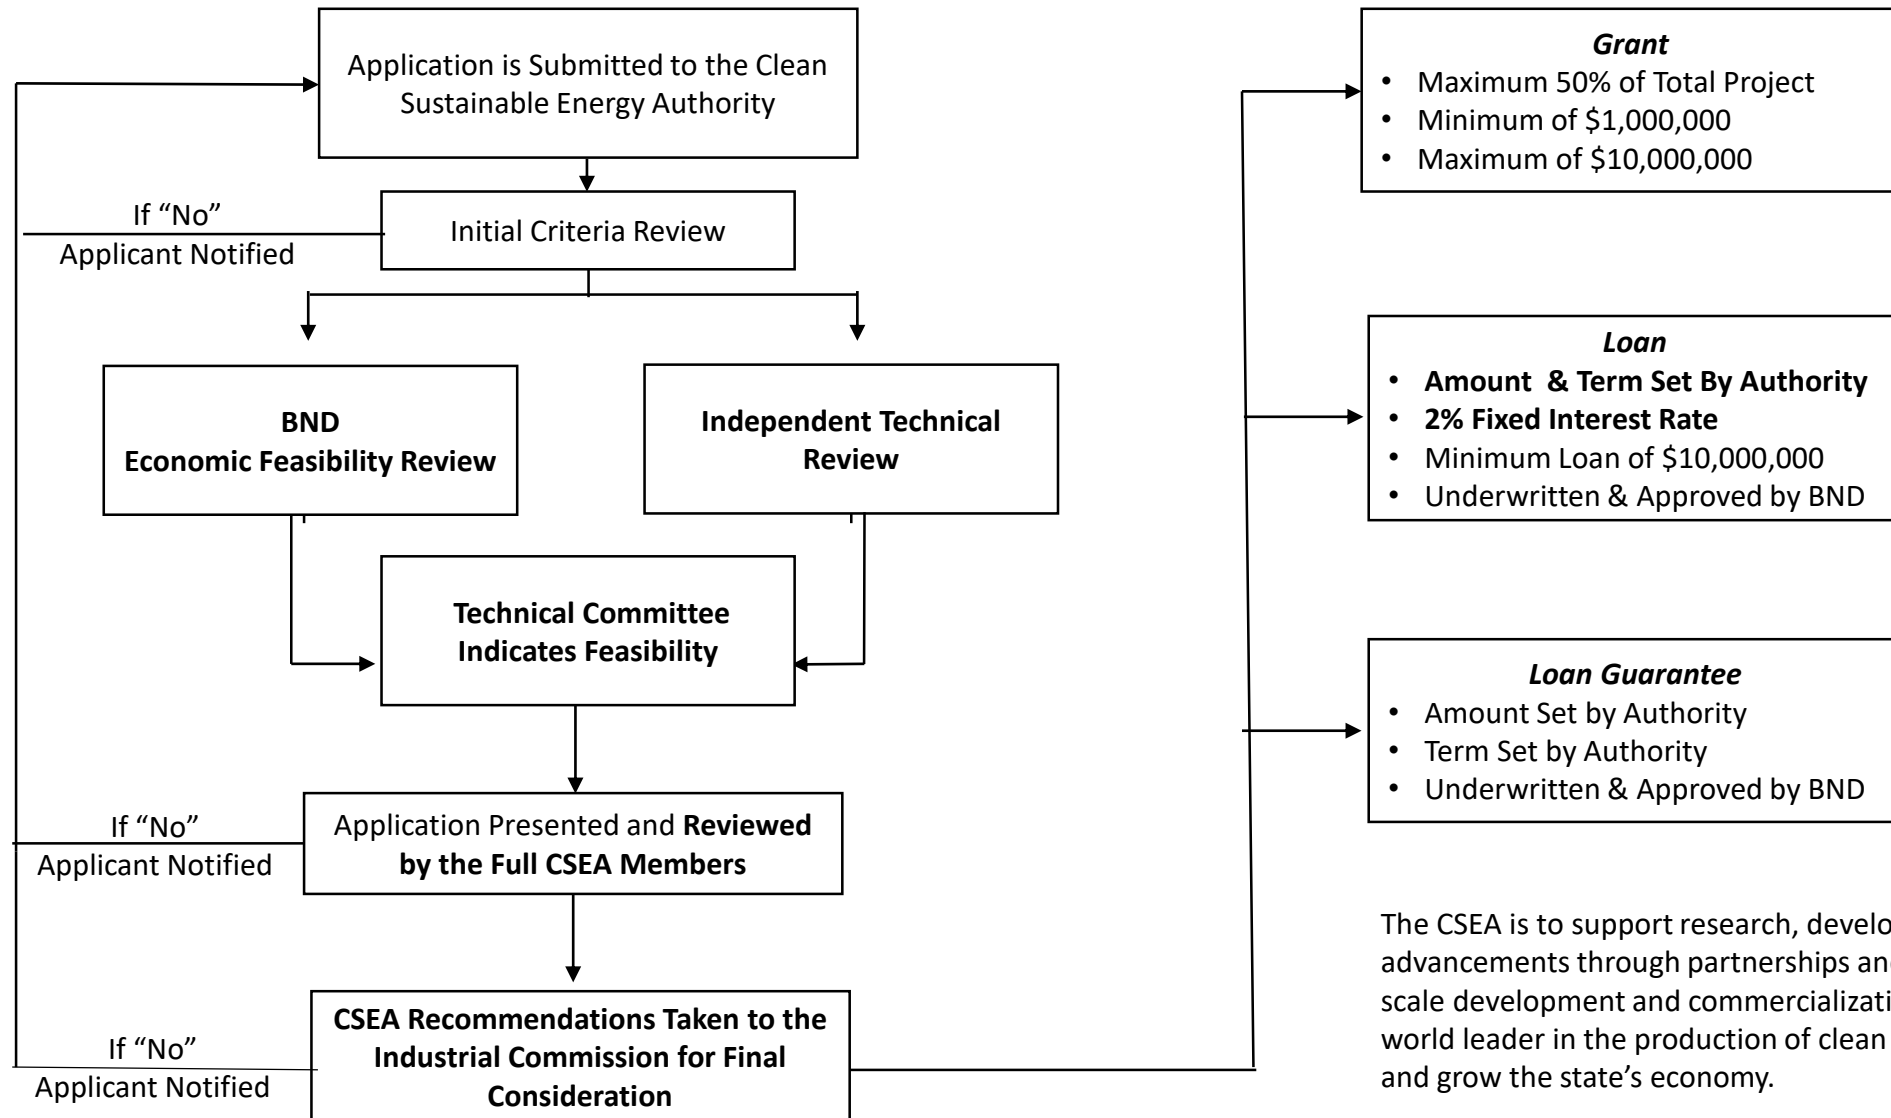 Application is Submitted to the Clean
Sustainable Energy Authority
If “No”
Applicant Notified
Initial Criteria Review
BND
Economic Feasibility Review
Independent Technical
Review
Technical Committee
Indicates Feasibility
If “No”
Applicant Notified
Application Presented and Reviewed
by the Full CSEA Members
If “No”
Applicant Notified
CSEA Recommendations Taken to the
Industrial Commission for Final
Consideration
Grant
• Maximum 50% of Total Project
• Minimum of $1,000,000
• Maximum of $10,000,000
Loan
• Amount & Term Set By Authority
• 2% Fixed Interest Rate
• Minimum Loan of $10,000,000
• Underwritten & Approved by BND
Loan Guarantee
• Amount Set by Authority
• Term Set by Authority
• Underwritten & Approved by BND
The CSEA is to support research,
advancements through partnerships
scale development and
world leader in the production of clean
and grow the state’s economy.